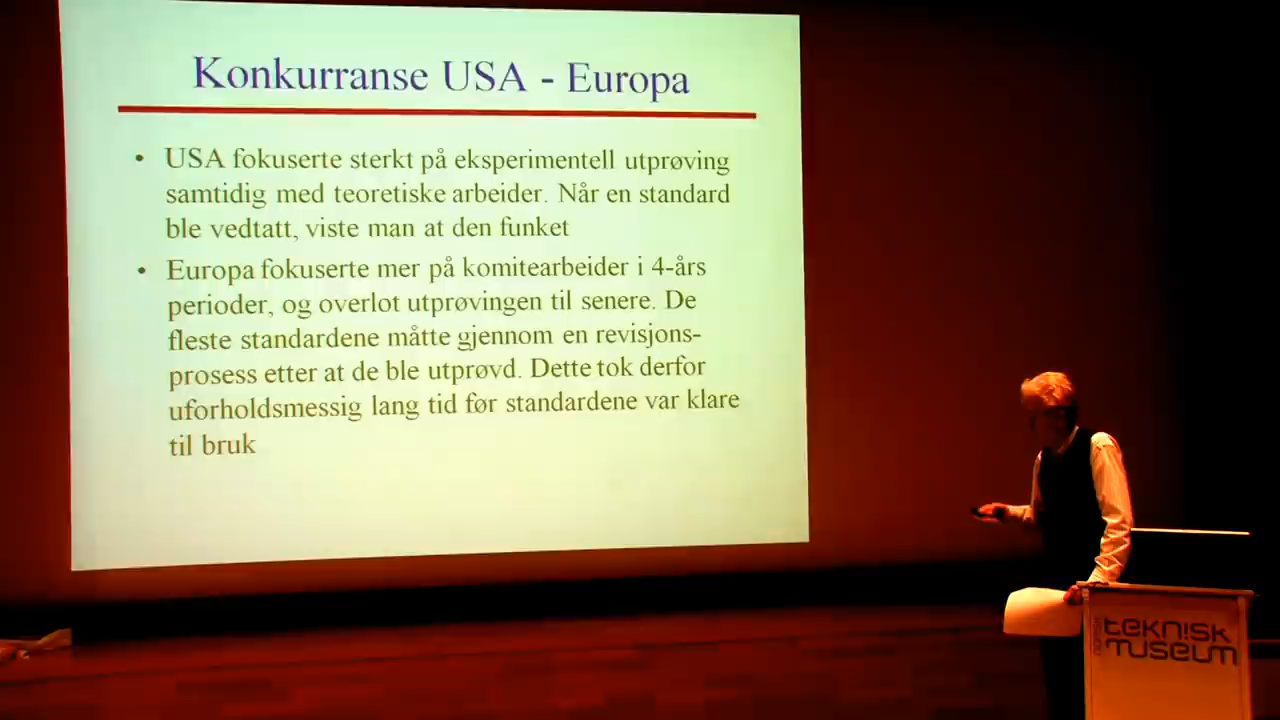 Konkurranse USA - Europa
• USA fokuserte sterkt på eksperimentell utprøving
samtidig med teoretiske arbeider. Når en standard
ble vedtatt, viste man at den funket
• Europa fokuserte mer på komitearbeider i 4-års
perioder, og overlot utprøvingen til senere. De
fleste standardene måtte gjennom en revisjons-
prosess etter at de ble utprøvd. Dette tok derfor
uforholdsmessig lang tid før standardene var klare
til bruk
norsk
teknisk
museum